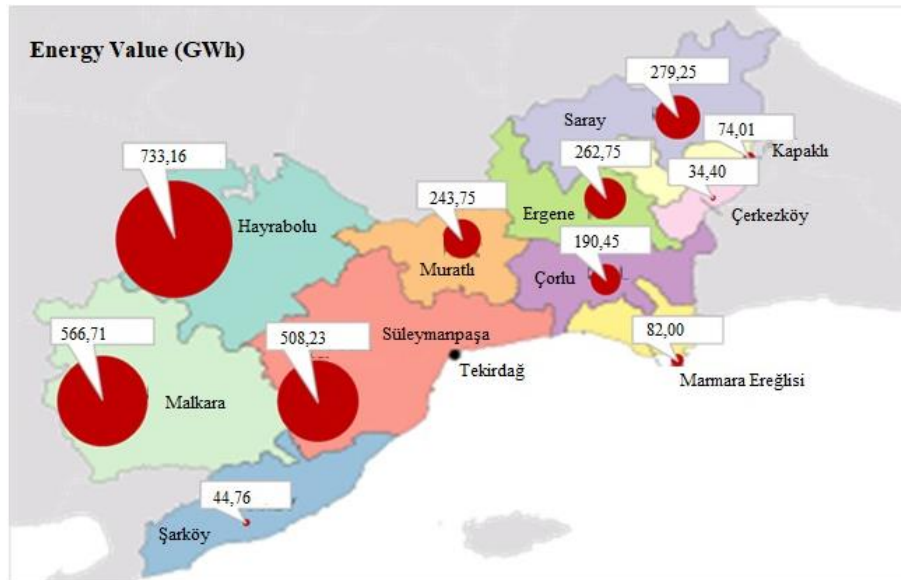 Energy Value (GWh)
279,25
Saray
74,01
Kapaklı
733,16
262,75
34,40
243,75
Ergene
Çerkezköy
Hayrabolu
190,45
Muratlı
Çorlu
566,71
508,23
Süleymanpaşa
82,00
Tekirdağ
Marmara Ereğlisi
Malkara
44,76
Şarköy